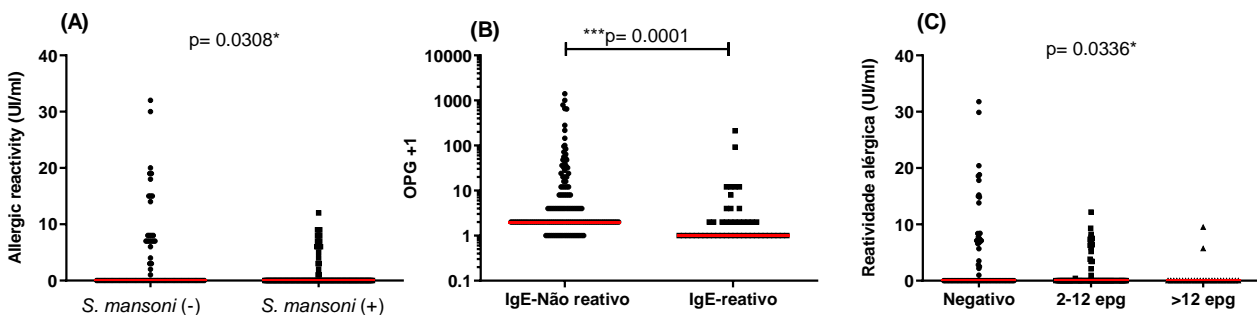 (A)
p= 0.0308*
Allergic reactivity (UI/ml)
40
30
20
10
0
S. mansoni (-)
S. mansoni (+)
(B)
***p= 0.0001
OPG +1
10000
1000
100
10
1
0.1
IgE-Não reativo
IgE-reativo
(C)
p= 0.0336*
Reatividade alérgica (UI/ml)
40
30
20
10
0
Negativo
2-12 epg
>12 epg